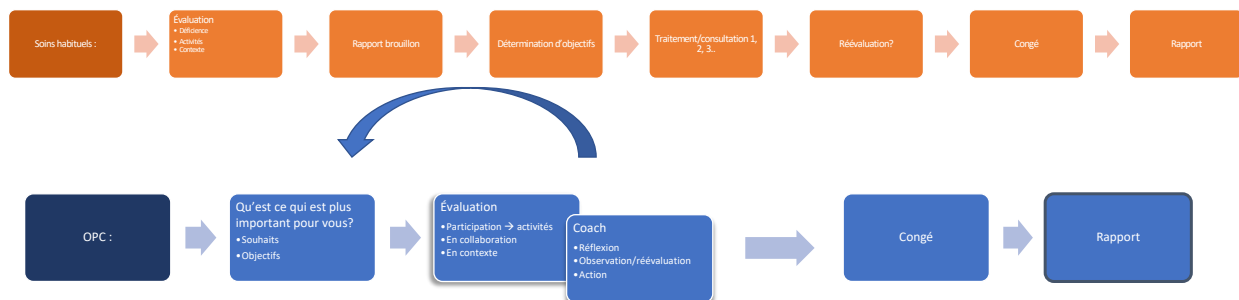 Soins habituels :
Évaluation
• Déficience
• Activités
• Contexte
Rapport brouillon
Détermination d'objectifs
Traitement/consultation 1,
2, 3..
Réévaluation?
Congé
Rapport
OPC :
Qu'est ce qui est plus
important pour vous?
•Souhaits
•Objectifs
Évaluation
•Participation → activités
•En collaboration
•En contexte
Coach
•Réflexion
•Observation/réévaluation
•Action
Congé
Rapport